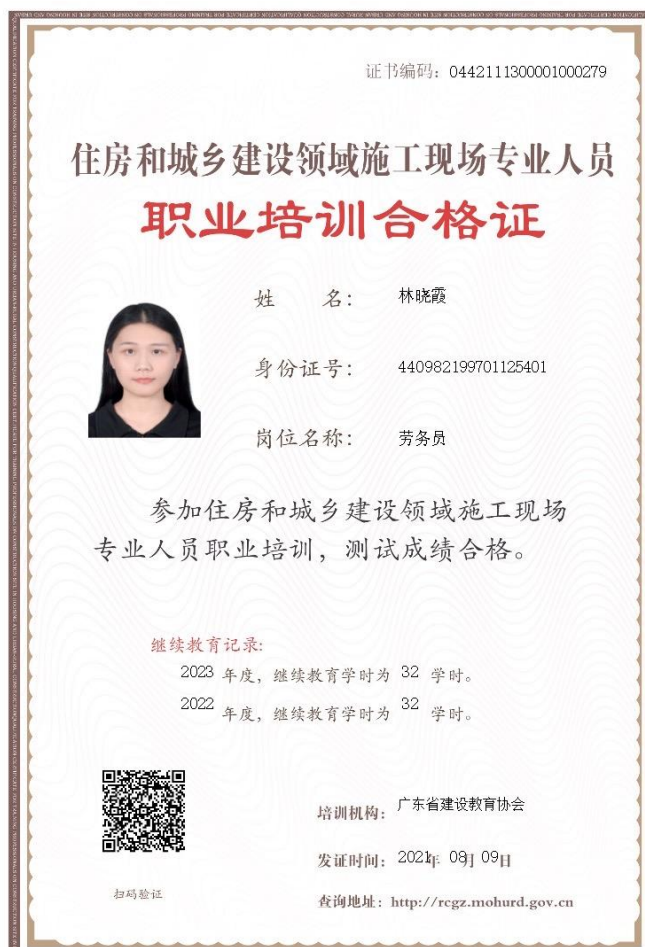 证书编码：0442111300001000279
住房和城乡建设领域施工现场专业人员
职业培训合格证
姓 名： 林晓霞
身份证号： 440982199701125401
岗位名称： 劳务员
参加住房和城乡建设领域施工现场
专业人员职业培训，测试成绩合格。
继续教育记录:
2023 年度，继续教育学时为 32 学时。
2022 年度，继续教育学时为 32 学时。
培训机构： 广东省建设教育协会
发证时间： 2021年 08月 09日
扫码验证
查询地址：http://rcgz.mohurd.gov.cn